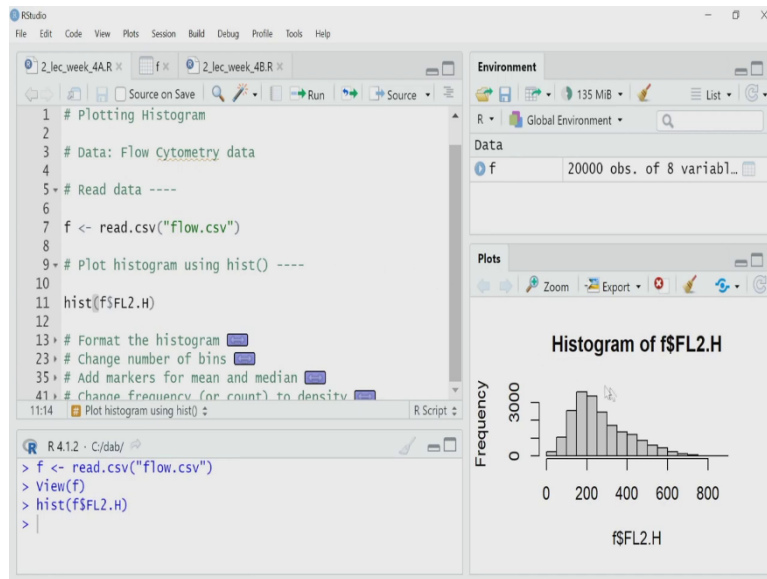 RStudio
File Edit Code View Plots Session Build Debug Profile Tools Help
2_lec_week_4A.R
f
2_lec_week_4B.R
Source on Save
Run
Source
1 # Plotting Histogram
2
3 # Data: Flow Cytometry data
4
5 # Read data ----
6
7 f <- read.csv("flow.csv")
8
9 # Plot histogram using hist() ----
10
11 hist(f$FL2.H)
12
13 # Format the histogram
23 # Change number of bins
35 # Add markers for mean and median
41 # Change frequency (or count) to density
11:14 Plot histogram using hist() R Script
R 4.1.2 · C:/dab/
> f <- read.csv("flow.csv")
> View(f)
> hist(f$FL2.H)
>
Environment
135 MiB
List
R
Global Environment
Data
f 20000 obs. of 8 variabl…
Plots
Zoom
Export
Histogram of f$FL2.H
Frequency
0 3000
0 200 400 600 800
f$FL2.H